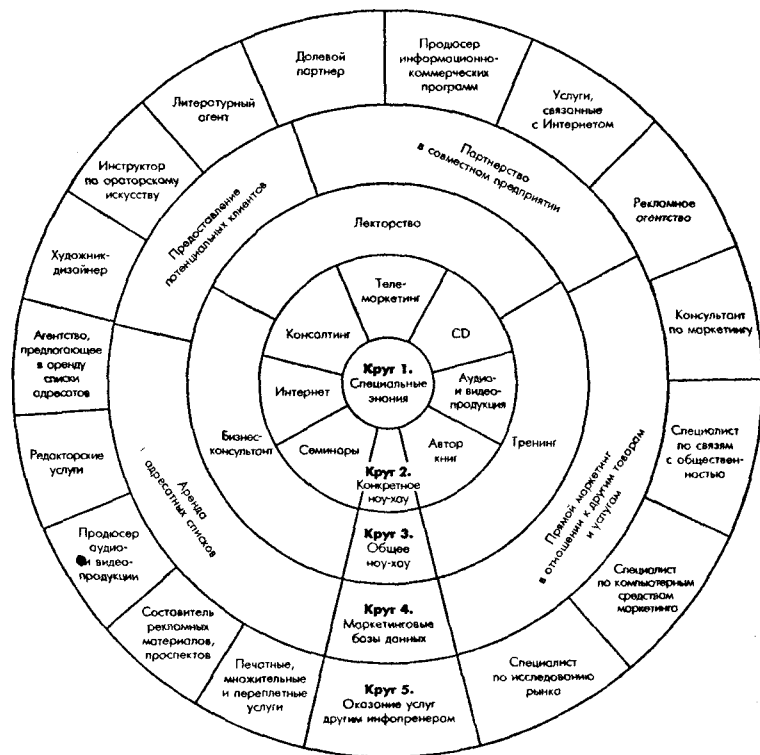 Долевой
партнер
Продюсер
информационно-
коммерческих
программ
Услуги,
связанные
с Интернетом
Рекламное
агентство
Консультант
по маркетингу
Специалист
по связям
с обществен-
ностью
Специалист
по компьютерным
средствам
маркетинга
Специалист
по исследованию
рынка
Круг 5.
Оказание услуг
другим инфопренерам
Печатные,
множительные
и переплетные
услуги
Составитель
рекламных
материалов,
проспектов
Продюсер
аудио-
и видео-
продукции
Редакторские
услуги
Агентство,
предлогающее
в аренду
списки
адресатов
Художник-
дизайнер
Инструктор
по ораторскому
искусству
Литературный
агент
Предоставление
потенциальных клиентов
Партнерство
в совместном предприятии
Прямой маркетинг
в отношении к другим товарам
и услугам
Круг 4.
Маркетинговые
базы данных
Аренда
адресатных списков
Лекторство
Тренинг
Круг 3.
Общее
ноу-хау
Бизнес-
консультант
Теле-
маркетинг
CD
Аудио-
и видео-
продукция
Автор
книг
Круг 2.
Конкретное
ноу-хау
Семинары
Интернет
Консалтинг
Круг 1.
Специальные
знания